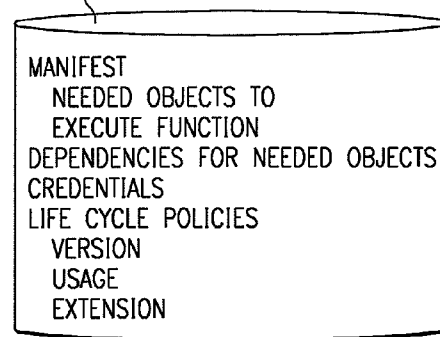 MANIFEST
NEEDED OBJECTS TO
EXECUTE FUNCTION
DEPENDENCIES FOR NEEDED OBJECTS
CREDENTIALS
LIFE CYCLE POLICIES
VERSION
USAGE
EXTENSION